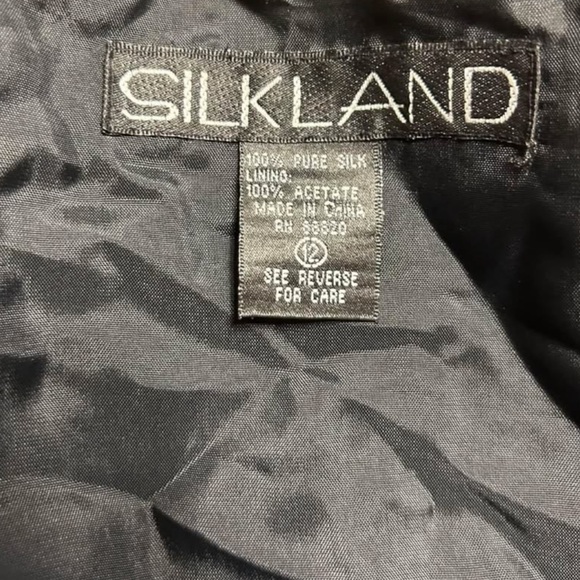 SILKLAND
100% PURE SILK
LINING:
100% ACETATE
MADE IN CHINA
RN 88820
12
SEE REVERSE
FOR CARE